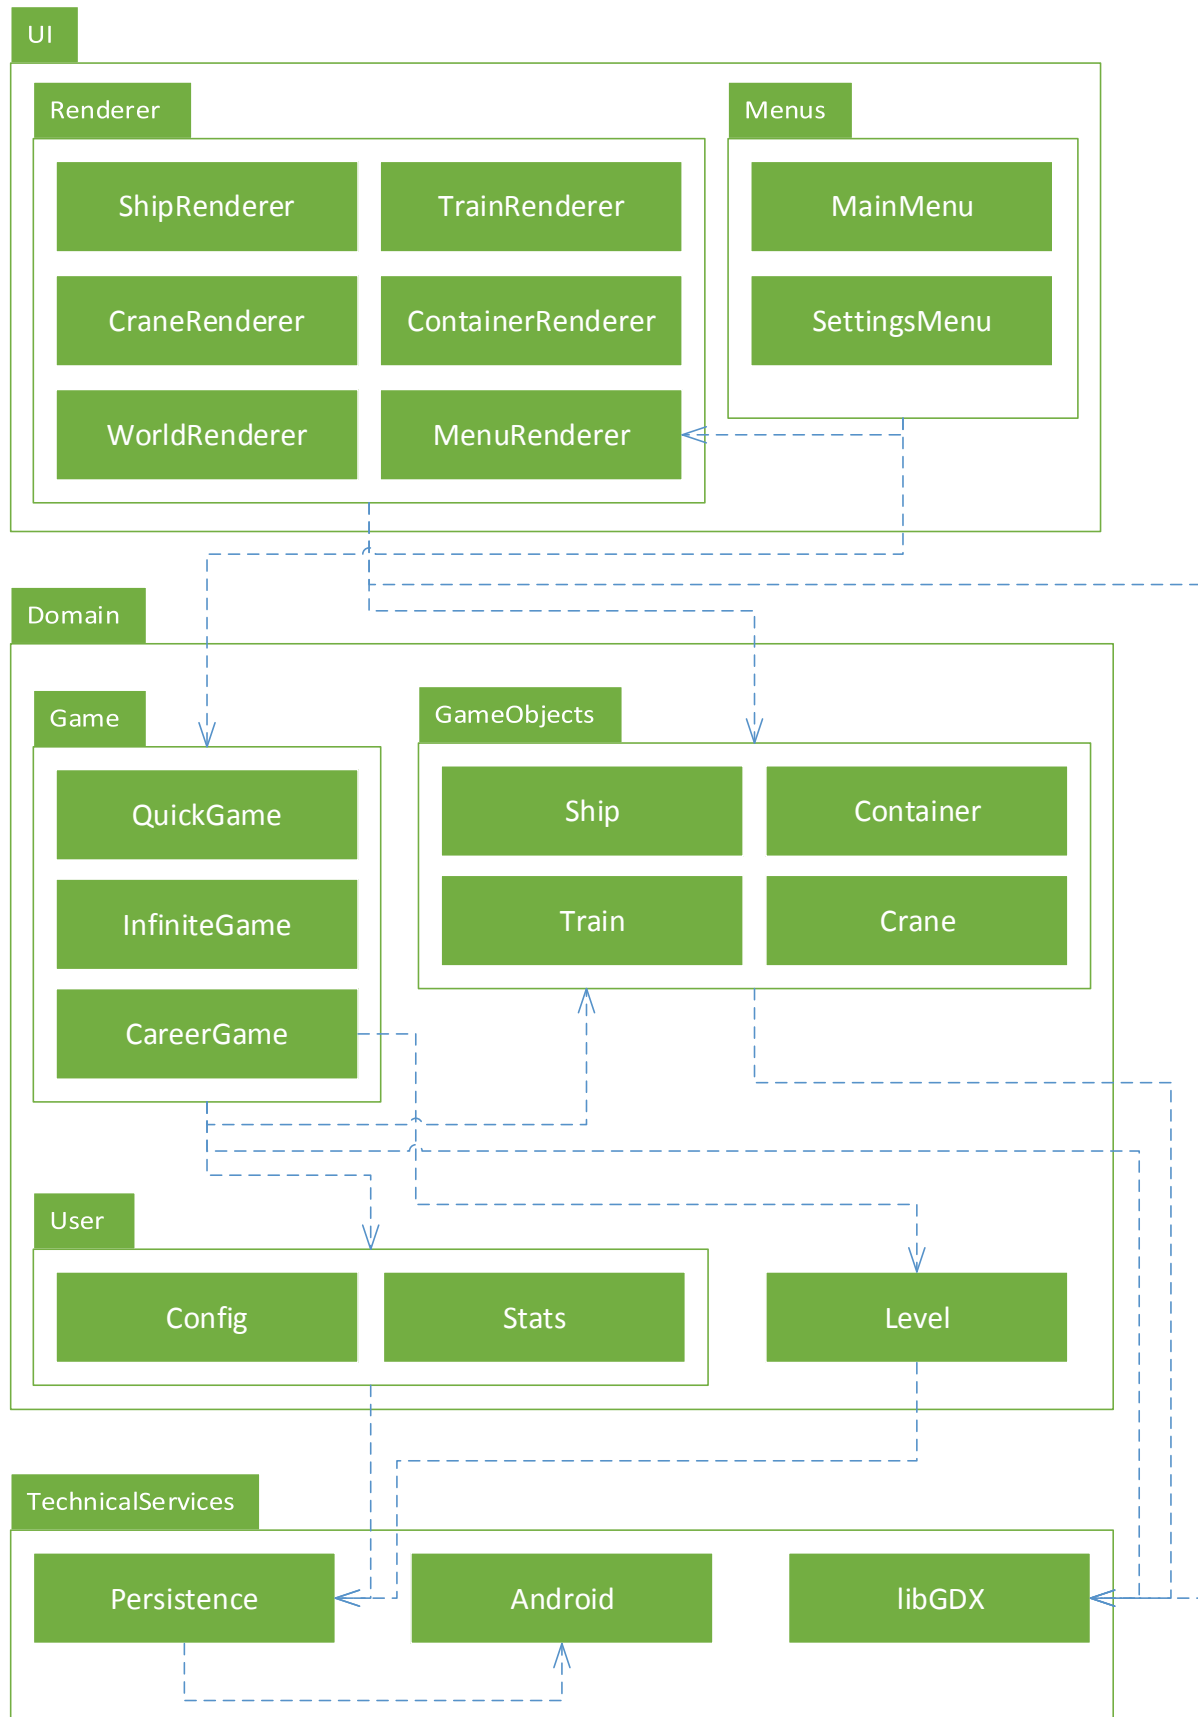 UI
Renderer
Menus
ShipRenderer
TrainRenderer
MainMenu
CraneRenderer
ContainerRenderer
SettingsMenu
WorldRenderer
MenuRenderer
Domain
Game
GameObjects
QuickGame
Ship
Container
InfiniteGame
Train
Crane
CareerGame
User
Config
Stats
Level
TechnicalServices
Persistence
Android
libGDX